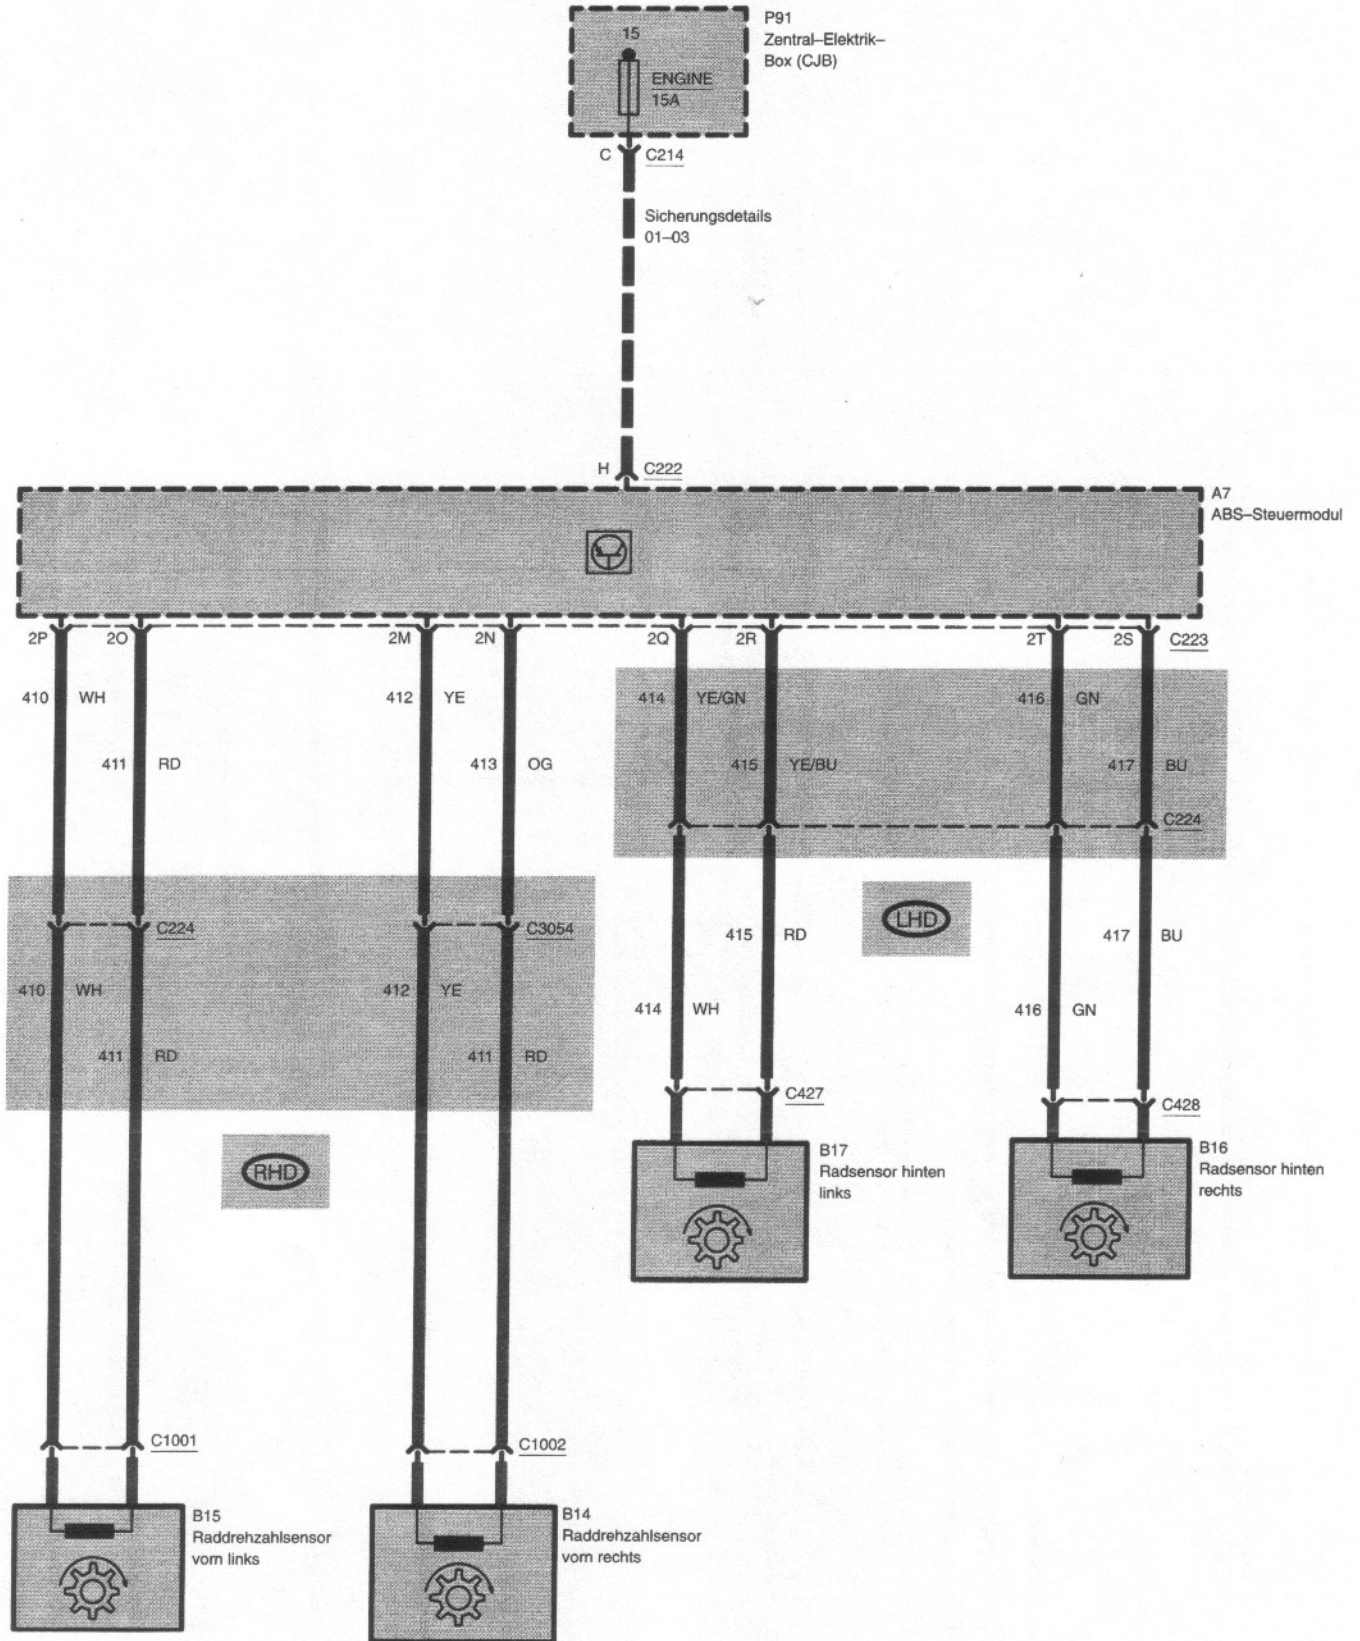 P91
Zentral–Elektrik–
Box (CJB)
15
ENGINE
15A
C
C214
Sicherungsdetails
01–03
H
C222
A7
ABS–Steuermodul
2P
2O
2M
2N
2Q
2R
2T
2S
C223
410
WH
412
YE
414
YE/GN
416
GN
411
RD
413
OG
415
YE/BU
417
BU
C224
C224
C3054
LHD
415
RD
417
BU
410
WH
412
YE
414
WH
416
GN
411
RD
411
RD
C427
C428
RHD
B17
Radsensor hinten
links
B16
Radsensor hinten
rechts
C1001
C1002
B15
Raddrehzahlsensor
vorn links
B14
Raddrehzahlsensor
vorn rechts